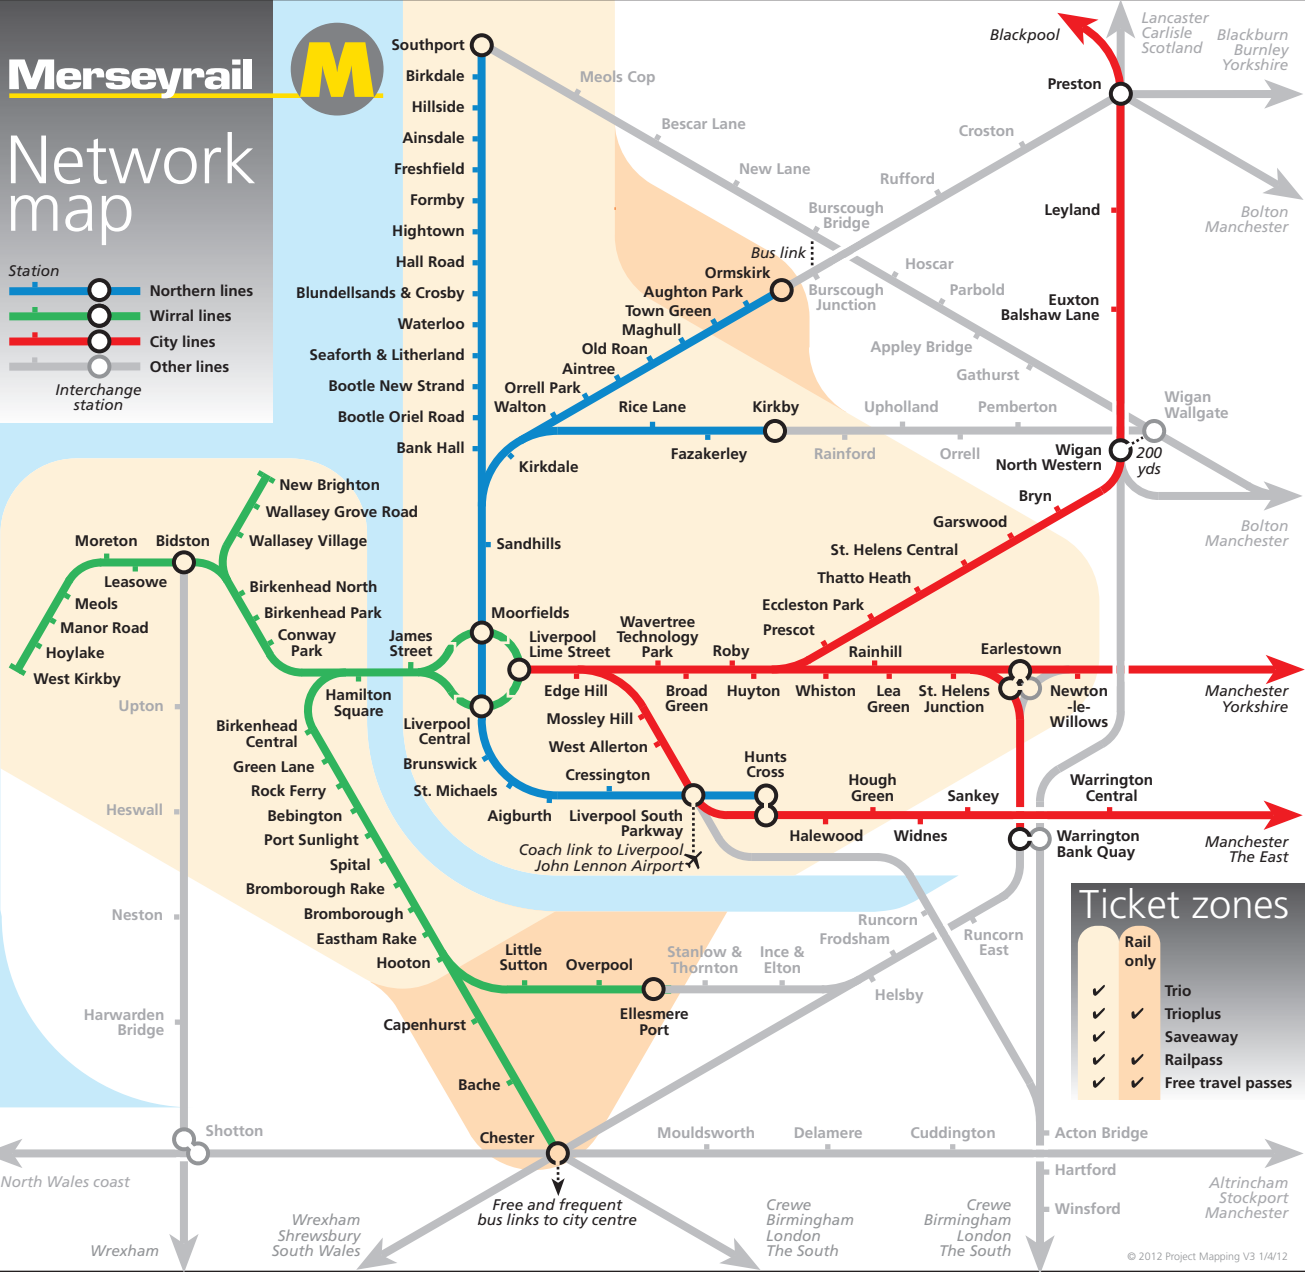 Merseyrail
M
Network
map
Station
Northern lines
Wirral lines
City lines
Other lines
Interchange
station
Southport
Birkdale
Hillside
Ainsdale
Freshfield
Formby
Hightown
Hall Road
Blundellsands & Crosby
Waterloo
Seaforth & Litherland
Bootle New Strand
Bootle Oriel Road
Bank Hall
Meols Cop
Bescar Lane
New Lane
Burscough
Bridge
Bus link
Burscough
Junction
Rufford
Croston
Hoscar
Parbold
Appley Bridge
Gathurst
Ormskirk
Aughton Park
Town Green
Maghull
Old Roan
Aintree
Orrell Park
Walton
Rice Lane
Kirkby
Fazakerley
Kirkdale
Upholland
Pemberton
Rainford
Orrell
Blackpool
Lancaster
Carlisle
Scotland
Blackburn
Burnley
Yorkshire
Preston
Bolton
Manchester
Leyland
Euxton
Balshaw Lane
Wigan
Wallgate
Wigan
North Western
200
yds
Bolton
Manchester
Bryn
Garswood
St. Helens Central
Thatto Heath
Eccleston Park
Prescot
New Brighton
Wallasey Grove Road
Wallasey Village
Moreton
Bidston
Leasowe
Meols
Manor Road
Hoylake
West Kirkby
Birkenhead North
Birkenhead Park
Conway
Park
James
Street
Hamilton
Square
Sandhills
Moorfields
Liverpool
Lime Street
Liverpool
Central
Wavertree
Technology
Park
Roby
Rainhill
Earlestown
Edge Hill
Broad
Green
Huyton
Whiston
Lea
Green
St. Helens
Junction
Newton
-le-
Willows
Manchester
Yorkshire
Mossley Hill
West Allerton
Brunswick
St. Michaels
Cressington
Aigburth
Liverpool South
Parkway
Hunts
Cross
Coach link to Liverpool
John Lennon Airport
Hough
Green
Sankey
Warrington
Central
Halewood
Widnes
Warrington
Bank Quay
Manchester
The East
Upton
Heswall
Neston
Harwarden
Bridge
Shotton
North Wales coast
Wrexham
Birkenhead
Central
Green Lane
Rock Ferry
Bebington
Port Sunlight
Spital
Bromborough Rake
Bromborough
Eastham Rake
Hooton
Little
Sutton
Overpool
Ellesmere
Port
Stanlow &
Thornton
Ince &
Elton
Runcorn
Frodsham
Helsby
Runcorn
East
Capenhurst
Bache
Chester
Free and frequent
bus links to city centre
Wrexham
Shrewsbury
South Wales
Mouldsworth
Delamere
Cuddington
Acton Bridge
Hartford
Winsford
Crewe
Birmingham
London
The South
Crewe
Birmingham
London
The South
Altrincham
Stockport
Manchester
Ticket zones
Rail
only
✔ Trio
✔ ✔ Trioplus
✔ Saveaway
✔ ✔ Railpass
✔ ✔ Free travel passes
© 2012 Project Mapping V3 1/4/12